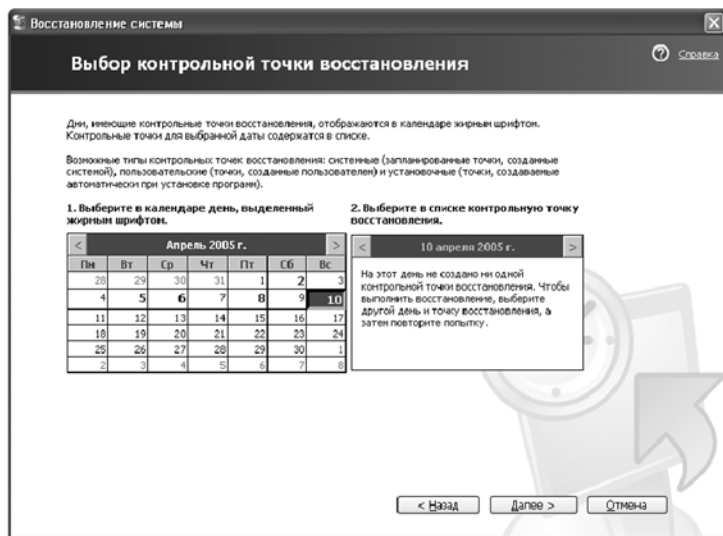 Восстановление системы
Выбор контрольной точки восстановления
Справка
Дни, имеющие контрольные точки восстановления, отображаются в календаре жирным шрифтом.
Контрольные точки для выбранной даты содержатся в списке.
Возможные типы контрольных точек восстановления: системные (запланированные точки, созданные
системой), пользовательские (точки, созданные пользователем) и установочные (точки, создаваемые
автоматически при установке программ).
1. Выберите в календаре день, выделенный
жирным шрифтом.
< Апрель 2005 г. >
Пн Вт Ср Чт Пт Сб Вс
28 29 30 31 1 2 3
4 5 6 7 8 9 10
11 12 13 14 15 16 17
18 19 20 21 22 23 24
25 26 27 28 29 30 1
2 3 4 5 6 7 8
2. Выберите в списке контрольную точку
восстановления.
< 10 апреля 2005 г. >
На этот день не создано ни одной
контрольной точки восстановления. Чтобы
выполнить восстановление, выберите
другой день и точку восстановления, а
затем повторите попытку.
< Назад
Далее >
Отмена